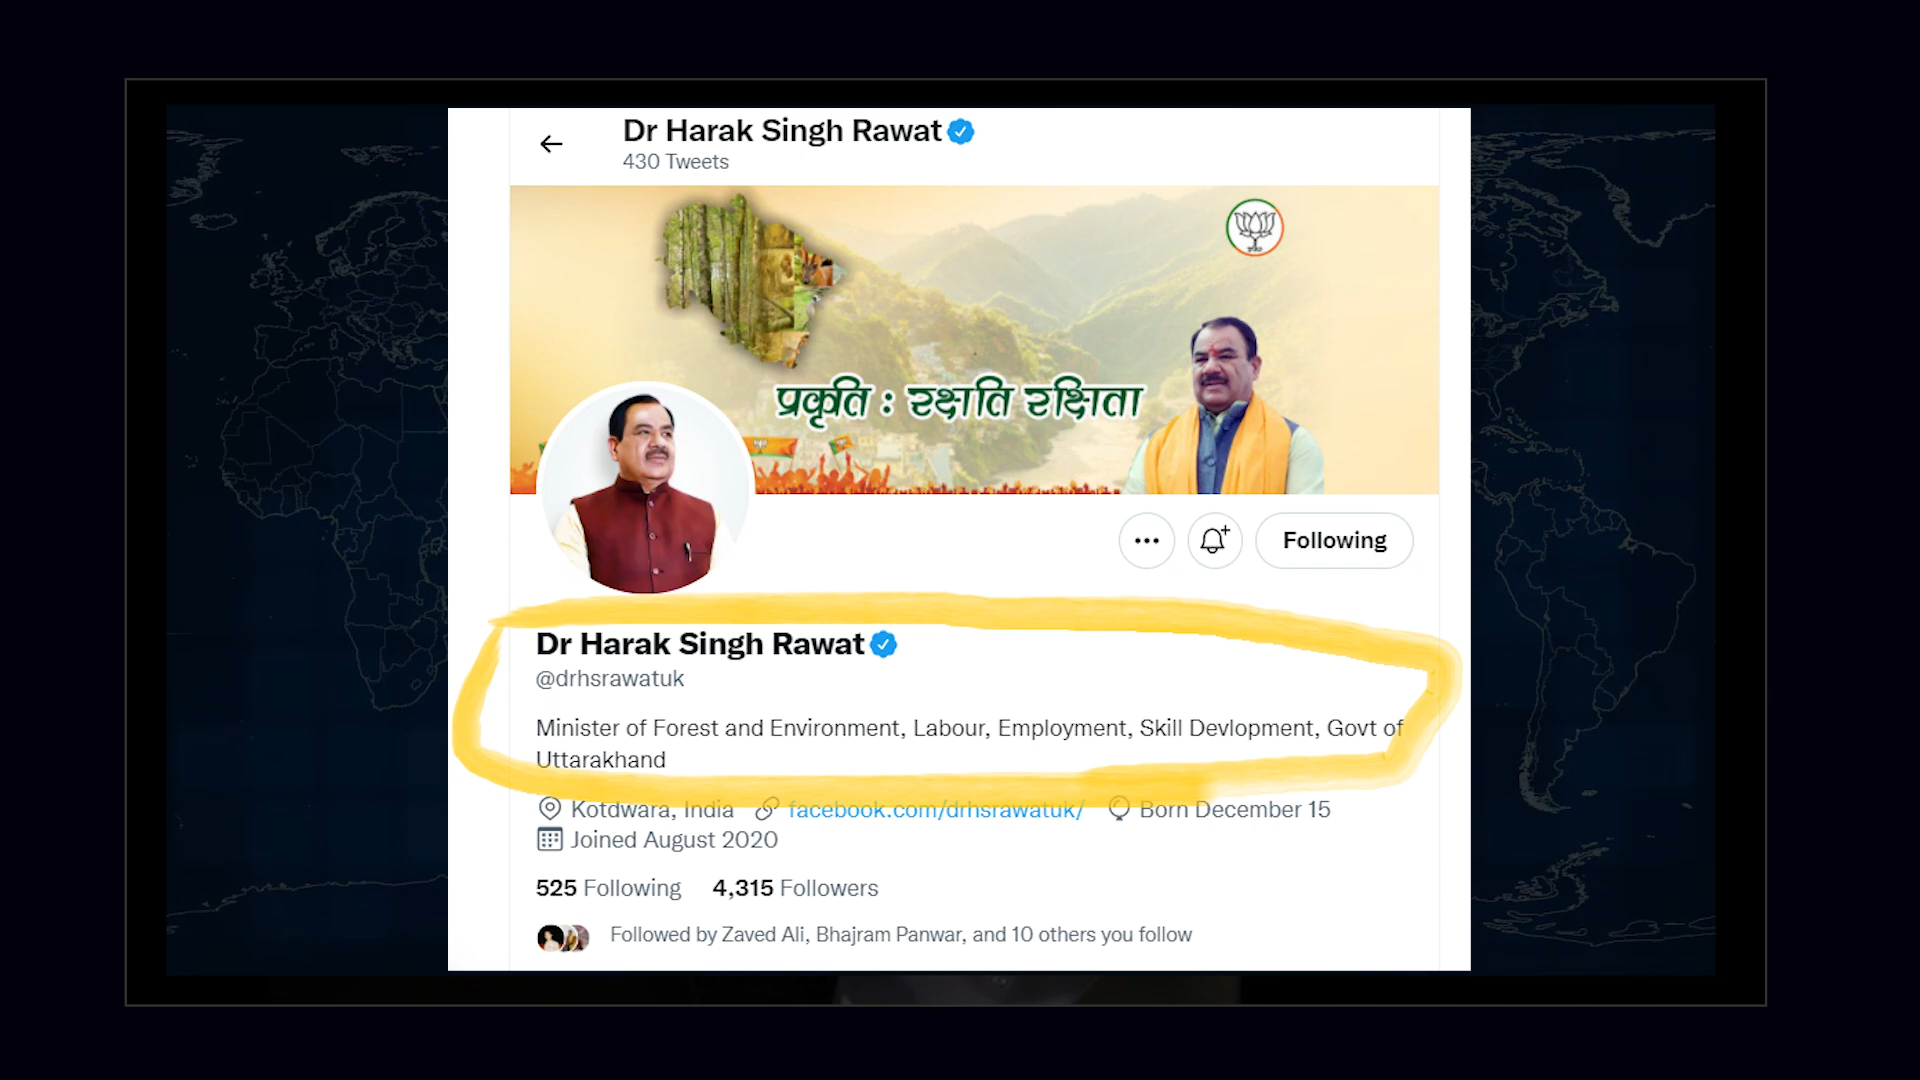 Dr Harak Singh Rawat
430 Tweets
प्रकृति : रक्षति रक्षिता
Following
Dr Harak Singh Rawat
@drhsrawatuk
Minister of Forest and Environment, Labour, Employment, Skill Devlopment, Govt of
Uttarakhand
Kotdwara, India facebook.com/drhsrawatuk/ Born December 15
Joined August 2020
525 Following 4,315 Followers
Followed by Zaved Ali, Bhajram Panwar, and 10 others you follow